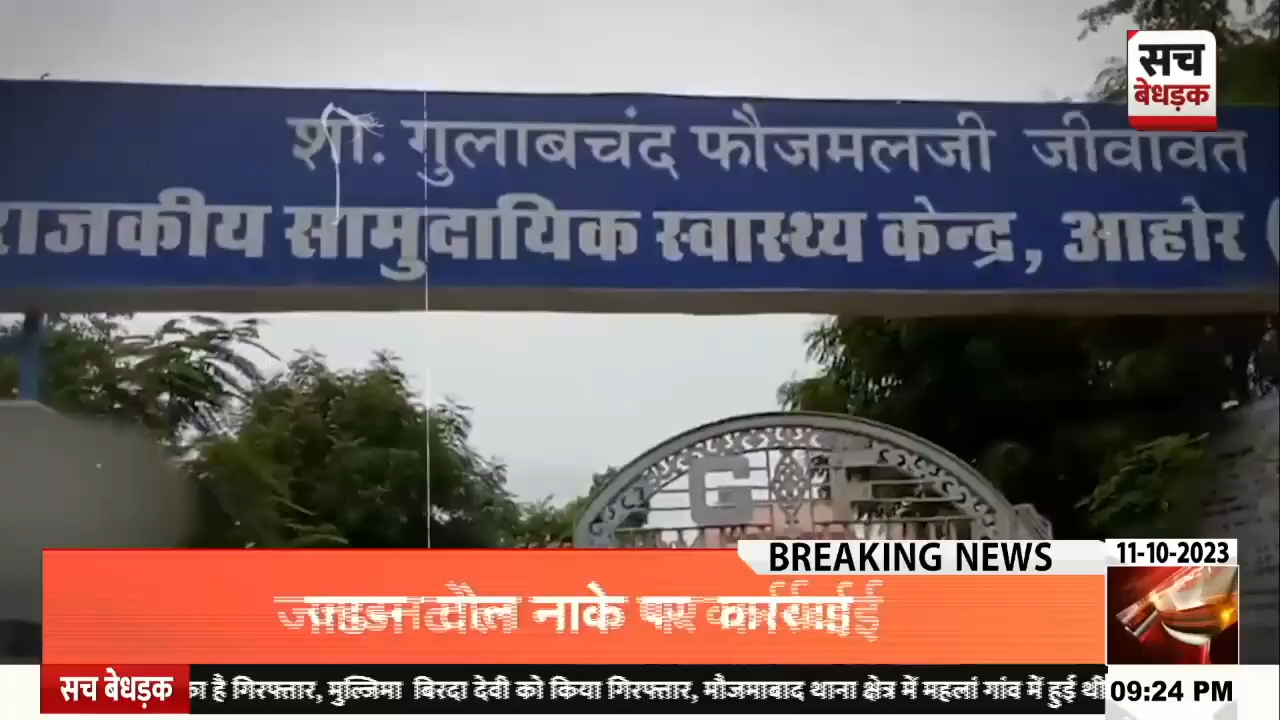 सच
बेधड़क
शा. गुलाबचंद फौजमलजी जीवावत
राजकीय सामुदायिक स्वास्थ्य केन्द्र, आहोर (
G
BREAKING NEWS
11-10-2023
नाके पर
सच बेधड़क
है गिरफ्तार, मुल्जिमा बिरदा देवी को किया गिरफ्तार, मौजमाबाद थाना क्षेत्र में महलां गांव में हुई थी
09:24 PM